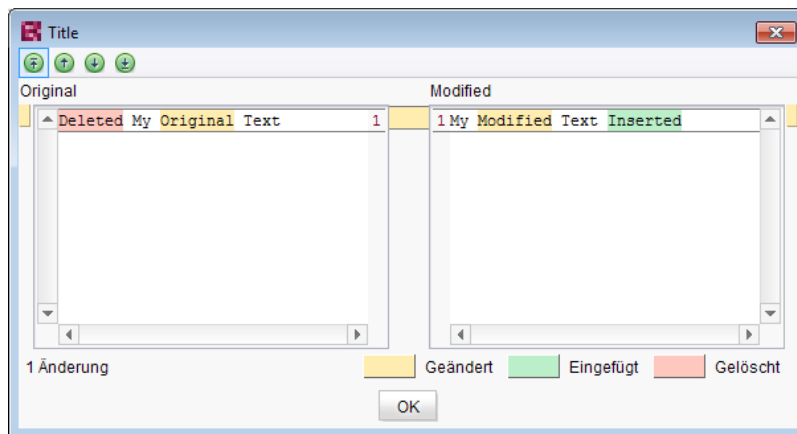 Title
Original Modified
Deleted My Original Text 1 1 My Modified Text Inserted
1 Änderung Geändert Eingefügt Gelöscht
OK